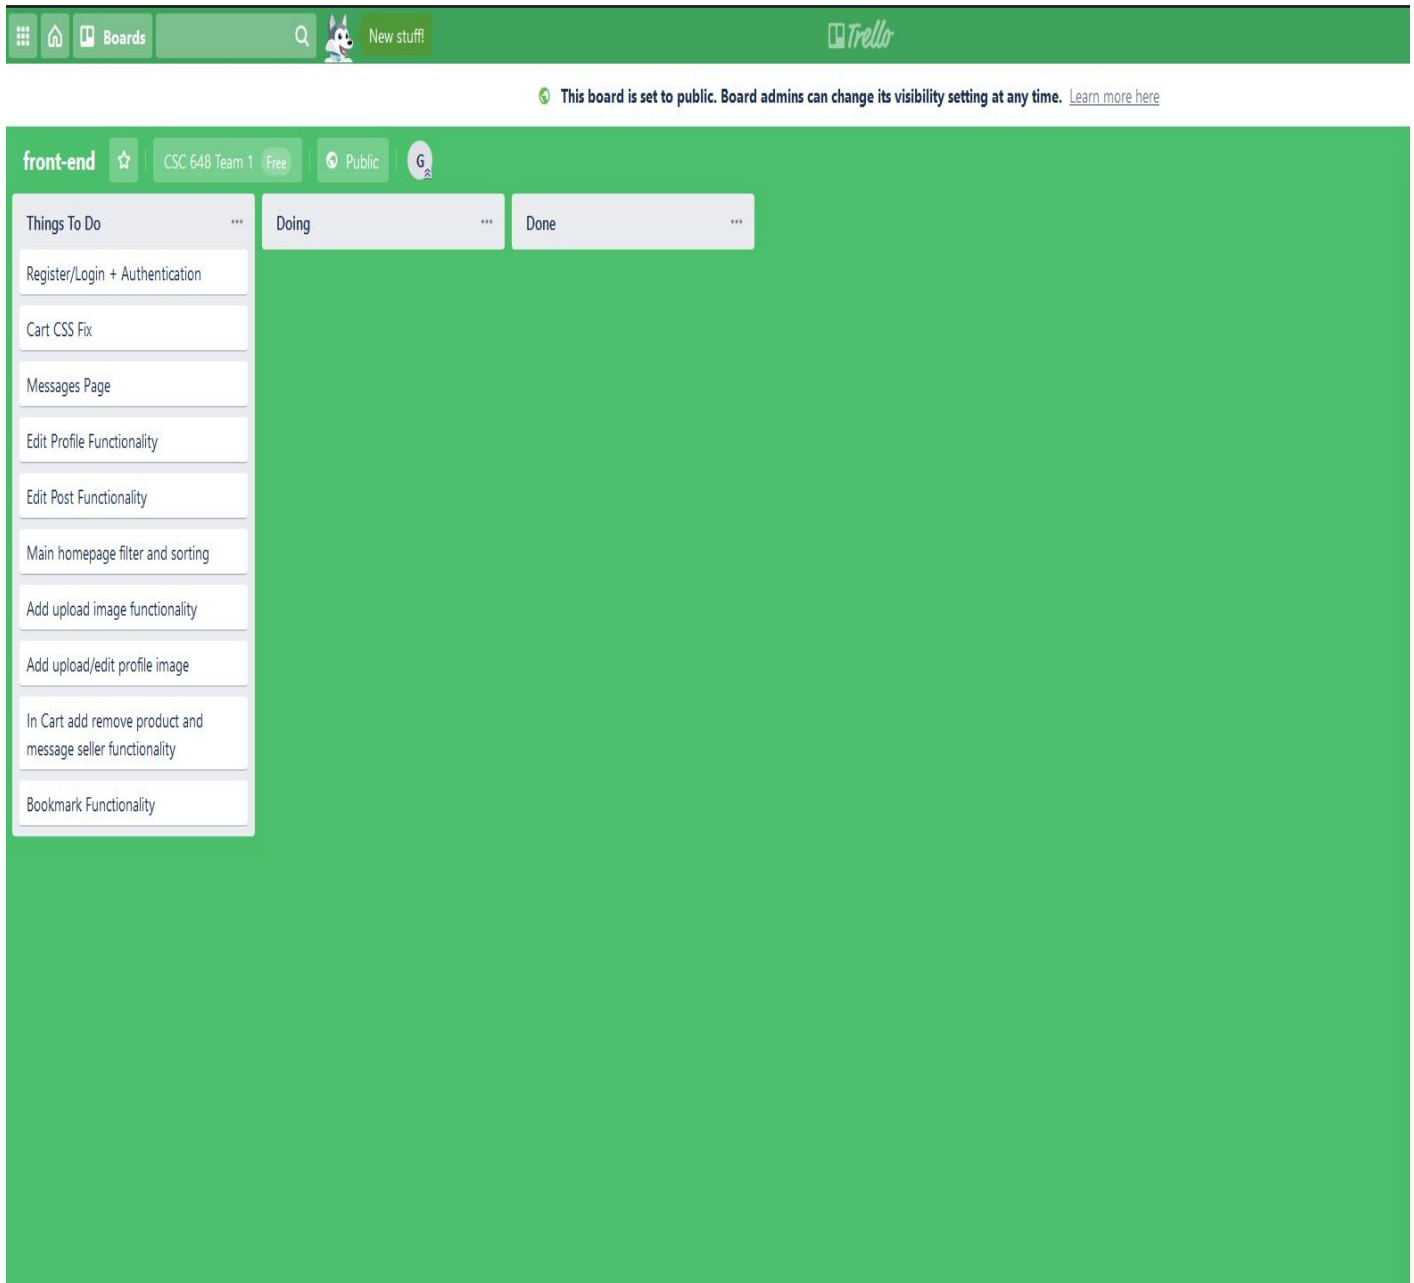 Boards
New stuff!
Trello
This board is set to public. Board admins can change its visibility setting at any time. Learn more here
front-end
CSC 648 Team 1 Free
Public
G
Things To Do
Register/Login + Authentication
Cart CSS Fix
Messages Page
Edit Profile Functionality
Edit Post Functionality
Main homepage filter and sorting
Add upload image functionality
Add upload/edit profile image
In Cart add remove product and
message seller functionality
Bookmark Functionality
Doing
Done